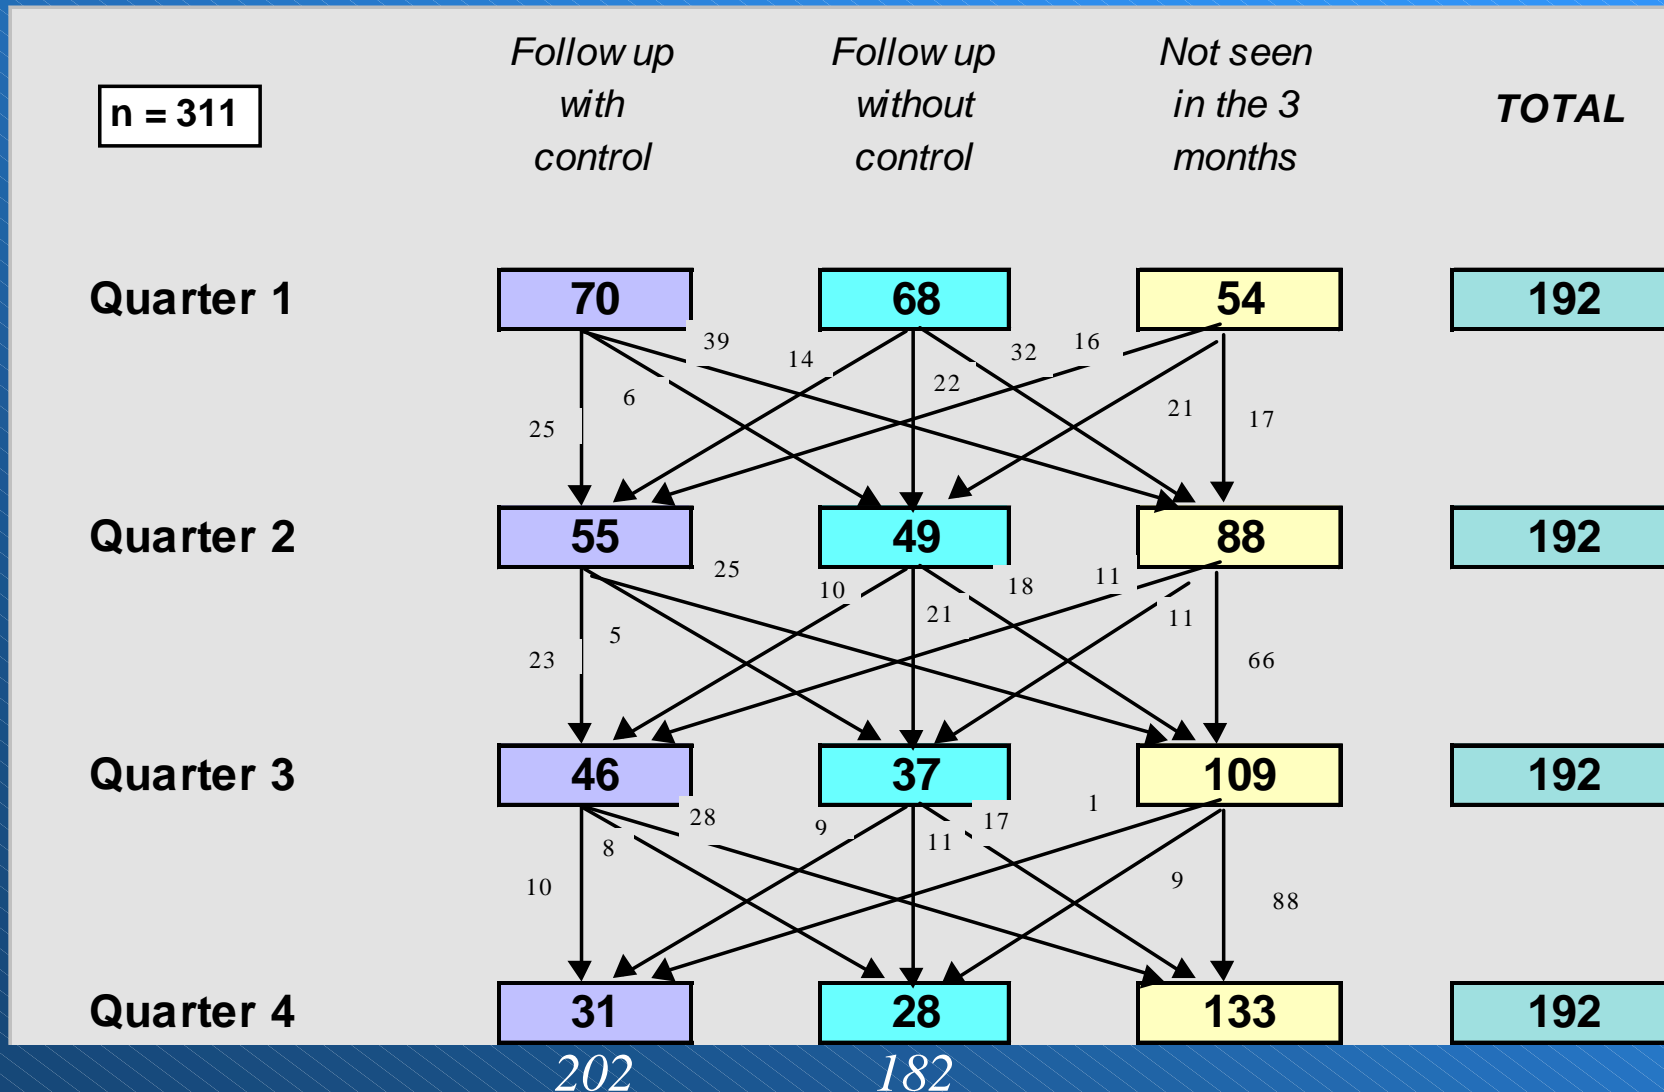 Follow up Follow up Not seen
n = 311 with without in the 3 TOTAL
control control months
Quarter 1 70 68 54 192
39 14 32 16
6 22
25 21 17
Quarter 2 55 49 88 192
25 10 18 11
5 21 11
23 66
Quarter 3 46 37 109 192
28 9 17 1
8 11
10 9 88
Quarter 4 31 28 133 192
202 182